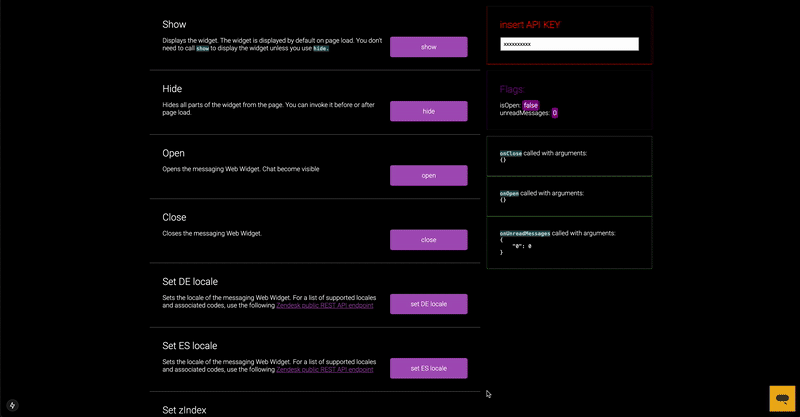 Show
Displays the widget. The widget is displayed by default on page load. You don't
need to call show to display the widget unless you use hide.
show
Hide
Hides all parts of the widget from the page. You can invoke it before or after
page load.
hide
Open
Opens the messaging Web Widget. Chat become visible
open
Close
Closes the messaging Web Widget.
close
Set DE locale
Sets the locale of the messaging Web Widget. For a list of supported locales
and associated codes, use the following Zendesk public REST API endpoint
set DE locale
Set ES locale
Sets the locale of the messaging Web Widget. For a list of supported locales
and associated codes, use the following Zendesk public REST API endpoint
set ES locale
Set zIndex
insert API KEY
xxxxxxxxxx
Flags
isOpen: false
unreadMessages: 0
onClose called with arguments:
{}
onOpen called with arguments:
{}
onUnreadMessages called with arguments:
{
"0": 0
}